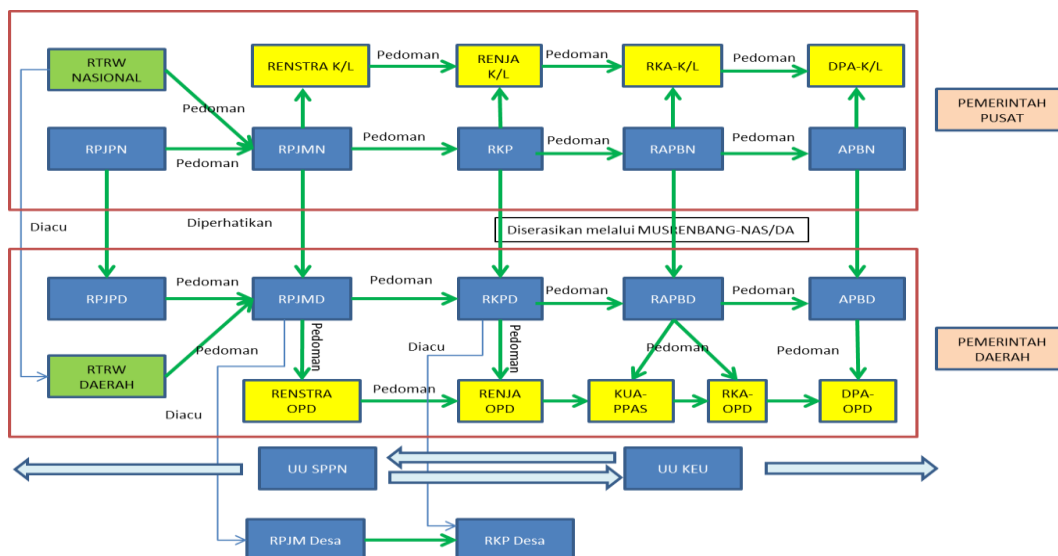 RTRW
NASIONAL
RENSTRA K/L
Pedoman
RENJA
K/L
Pedoman
RKA-K/L
Pedoman
DPA-K/L
PEMERINTAH
PUSAT
Pedoman
RPJPN
Pedoman
RPJMN
Pedoman
RKP
Pedoman
RAPBN
Pedoman
APBN
Diacu
Diperhatikan
Diserasikan melalui MUSRENBANG-NAS/DA
RPJPD
Pedoman
RPJMD
Pedoman
RKPD
Pedoman
RAPBD
Pedoman
APBD
PEMERINTAH
DAERAH
Pedoman
Pedoman
Diacu
Pedoman
Pedoman
Pedoman
RTRW
DAERAH
Diacu
RENSTRA
OPD
Pedoman
RENJA
OPD
KUA-
PPAS
RKA-
OPD
DPA-
OPD
UU SPPN
UU KEU
RPJM Desa
RKP Desa